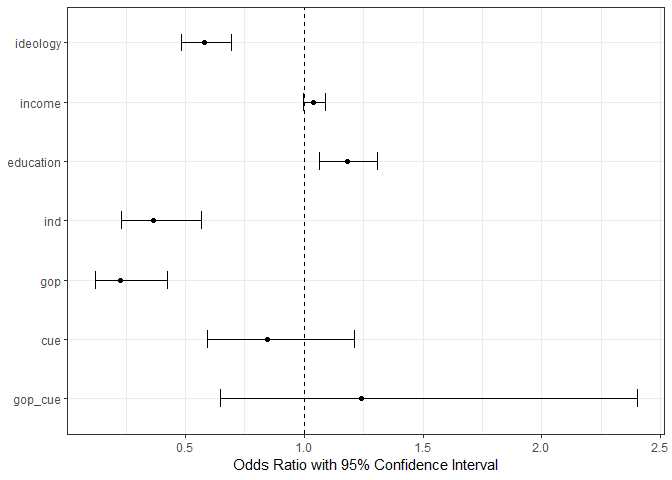 ideology
income
education
ind
gop
cue
gop_cue
0.5 1.0 1.5 2.0 2.5
Odds Ratio with 95% Confidence Interval